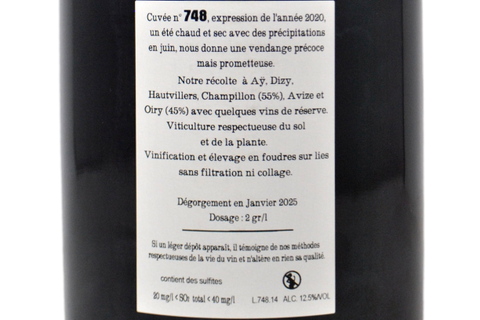 Cuvée n° 748, expression de l'année 2020,
un été chaud et sec avec des précipitations
en juin, nous donne une vendange précoce
mais prometteuse.
Notre récolte à Aÿ, Dizy,
Hautvillers, Champillon (55%), Avize et
Oiry (45%) avec quelques vins de réserve.
Viticulture respectueuse du sol
et de la plante.
Vinification et élevage en foudres sur lies
sans filtration ni collage.
Dégorgement en Janvier 2025
Dosage : 2 gr/l
Si un léger dépôt apparaît, il témoigne de nos méthodes
respectueuses de la vie du vin et n'altère en rien sa qualité.
contient des sulfites
20 mg/l < SO₂ total < 40 mg/l L.748.14 ALC. 12.5%/VOL